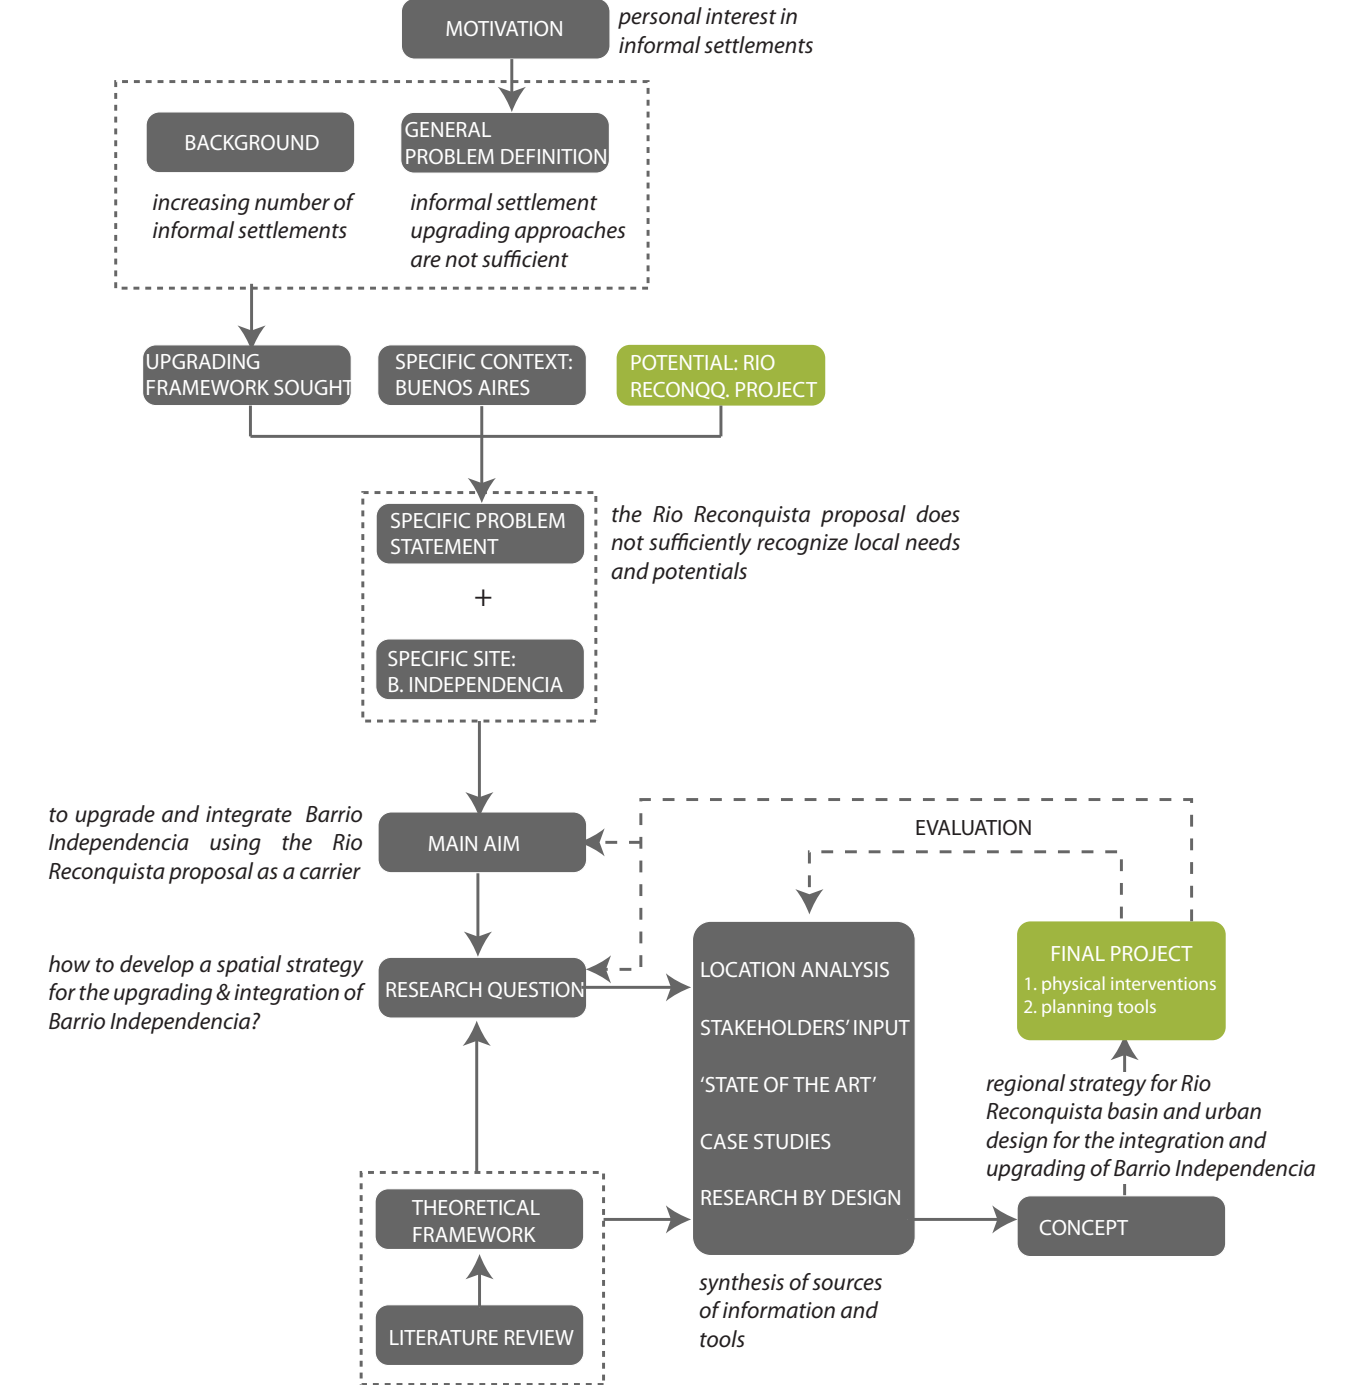 MOTIVATION
personal interest in
informal settlements
BACKGROUND
GENERAL
PROBLEM DEFINITION
increasing number of
informal settlements
informal settlement
upgrading approaches
are not sufficient
UPGRADING
FRAMEWORK SOUGHT
SPECIFIC CONTEXT:
BUENOS AIRES
POTENTIAL: RIO
RECONQQ. PROJECT
SPECIFIC PROBLEM
STATEMENT
the Rio Reconquista proposal does
not sufficiently recognize local needs
and potentials
+
SPECIFIC SITE:
B. INDEPENDENCIA
to upgrade and integrate Barrio
Independencia using the Rio
Reconquista proposal as a carrier
MAIN AIM
EVALUATION
how to develop a spatial strategy
for the upgrading & integration of
Barrio Independencia?
RESEARCH QUESTION
LOCATION ANALYSIS
STAKEHOLDERS’ INPUT
‘STATE OF THE ART’
CASE STUDIES
RESEARCH BY DESIGN
FINAL PROJECT
1. physical interventions
2. planning tools
regional strategy for Rio
Reconquista basin and urban
design for the integration and
upgrading of Barrio Independencia
THEORETICAL
FRAMEWORK
CONCEPT
synthesis of sources
of information and
tools
LITERATURE REVIEW